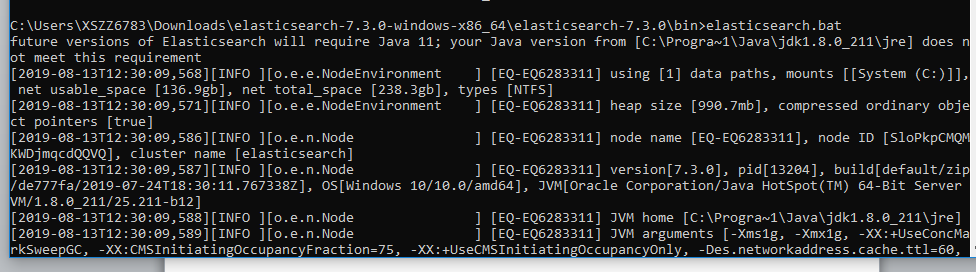 C:\Users\XSZZ6783\Downloads\elasticsearch-7.3.0-windows-x86_64\elasticsearch-7.3.0\bin>elasticsearch.bat
future versions of Elasticsearch will require Java 11; your Java version from [C:\Progra~1\Java\jdk1.8.0_211\jre] does n
ot meet this requirement
[2019-08-13T12:30:09,568][INFO ][o.e.e.NodeEnvironment    ] [EQ-EQ6283311] using [1] data paths, mounts [[System (C:)]],
 net usable_space [136.9gb], net total_space [238.3gb], types [NTFS]
[2019-08-13T12:30:09,571][INFO ][o.e.e.NodeEnvironment    ] [EQ-EQ6283311] heap size [990.7mb], compressed ordinary obje
ct pointers [true]
[2019-08-13T12:30:09,586][INFO ][o.e.n.Node               ] [EQ-EQ6283311] node name [EQ-EQ6283311], node ID [SloPkpCMQM
KWDjmqcdQQVQ], cluster name [elasticsearch]
[2019-08-13T12:30:09,587][INFO ][o.e.n.Node               ] [EQ-EQ6283311] version[7.3.0], pid[13204], build[default/zip
/de777fa/2019-07-24T18:30:11.767338Z], OS[Windows 10/10.0/amd64], JVM[Oracle Corporation/Java HotSpot(TM) 64-Bit Server
VM/1.8.0_211/25.211-b12]
[2019-08-13T12:30:09,588][INFO ][o.e.n.Node               ] [EQ-EQ6283311] JVM home [C:\Progra~1\Java\jdk1.8.0_211\jre]
[2019-08-13T12:30:09,589][INFO ][o.e.n.Node               ] [EQ-EQ6283311] JVM arguments [-Xms1g, -Xmx1g, -XX:+UseConcMa
rkSweepGC, -XX:CMSInitiatingOccupancyFraction=75, -XX:+UseCMSInitiatingOccupancyOnly, -Des.networkaddress.cache.ttl=60,